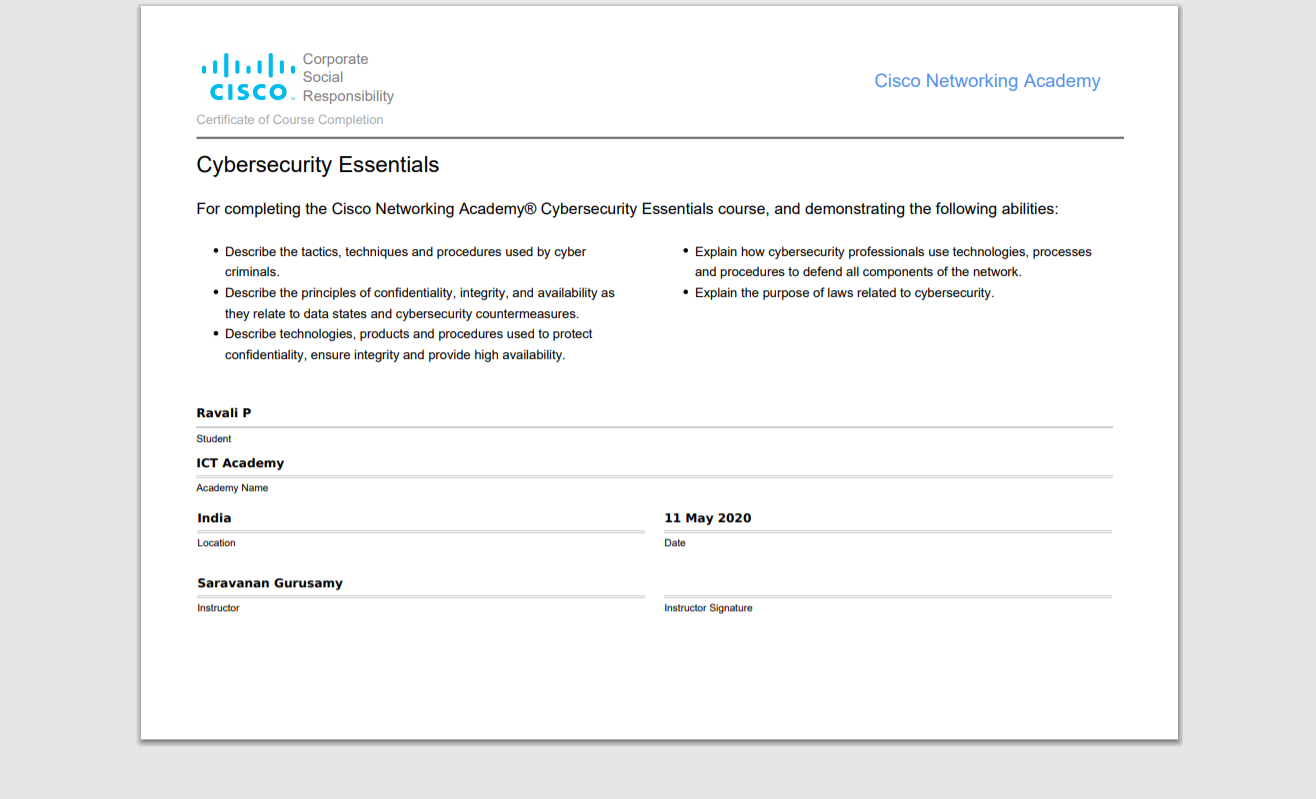 Corporate
Social
CISCO Responsibility
Cisco Networking Academy
Certificate of Course Completion
Cybersecurity Essentials
For completing the Cisco Networking Academy® Cybersecurity Essentials course, and demonstrating the following abilities:
• Describe the tactics, techniques and procedures used by cyber
criminals.
• Describe the principles of confidentiality, integrity, and availability as
they relate to data states and cybersecurity countermeasures.
• Describe technologies, products and procedures used to protect
confidentiality, ensure integrity and provide high availability.
• Explain how cybersecurity professionals use technologies, processes
and procedures to defend all components of the network.
• Explain the purpose of laws related to cybersecurity.
Ravali P
Student
ICT Academy
Academy Name
India
Location
11 May 2020
Date
Saravanan Gurusamy
Instructor
Instructor Signature